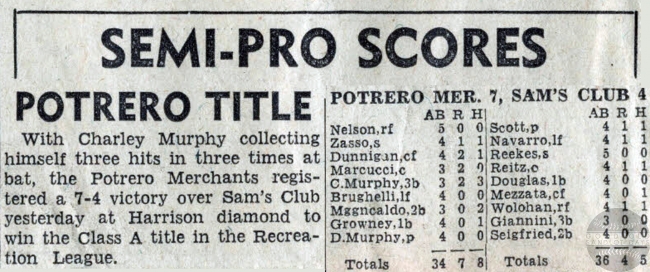 SEMI-PRO SCORES
POTRERO TITLE
With Charley Murphy collecting
himself three hits in three times at
bat, the Potrero Merchants regis-
tered a 7-4 victory over Sam's Club
yesterday at Harrison diamond to
win the Class A title in the Recrea-
tion League.
POTRERO MER. 7, SAM'S CLUB 4
AB R H
Nelson,rf 5 0 0
Zasso,s 4 1 1
Dunnigan,cf 4 2 1
Marcucci,c 3 2 0
C.Murphy,3b 3 2 3
Brughelli,lf 4 0 0
Mggncaldo,2b 3 0 2
Growney,1b 4 0 1
D.Murphy,p 4 0 0
Totals 34 7 8
AB R H
Scott,p 4 1 1
Navarro,lf 4 1 1
Reekes,s 5 0 0
Reitz,c 4 1 1
Douglas,1b 4 0 0
Mezzata,cf 4 0 1
Wolohan,rf 4 1 1
Giannini,3b 3 0 0
Seigfried,2b 4 0 0
Totals 36 4 5